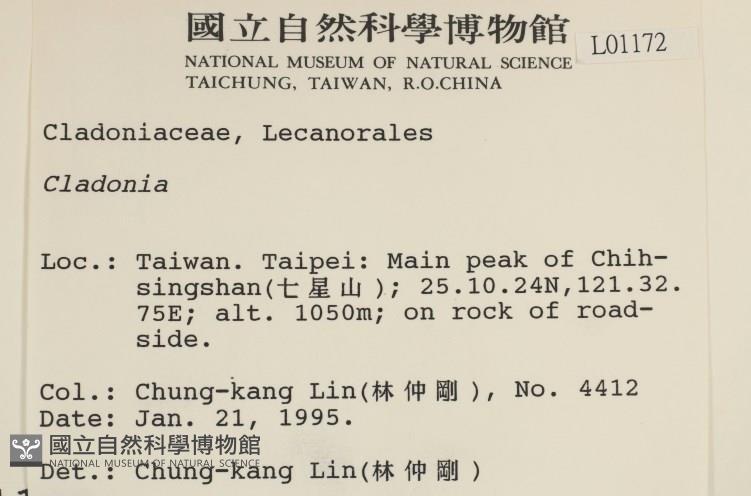 國立自然科學博物館
L01172
NATIONAL MUSEUM OF NATURAL SCIENCE
TAICHUNG, TAIWAN, R.O.CHINA
Cladoniaceae, Lecanorales
Cladonia
Loc.: Taiwan. Taipei: Main peak of Chih-
singshan(七星山); 25.10.24N,121.32.
75E; alt. 1050m; on rock of road-
side.
Col.: Chung-kang Lin(林仲剛), No. 4412
Date: Jan. 21, 1995.
國立自然科學博物館
NATIONAL MUSEUM OF NATURAL SCIENCE
Det.: Chung-kang Lin(林仲剛)